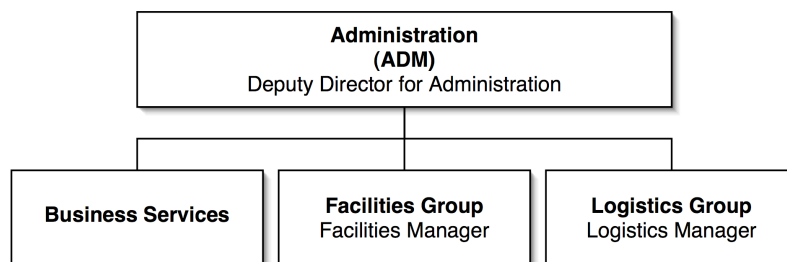 Administration
(ADM)
Deputy Director for Administration
Business Services
Facilities Group
Facilities Manager
Logistics Group
Logistics Manager